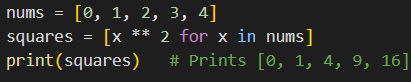 nums = [0, 1, 2, 3, 4]
squares = [x ** 2 for x in nums]
print(squares)   # Prints [0, 1, 4, 9, 16]